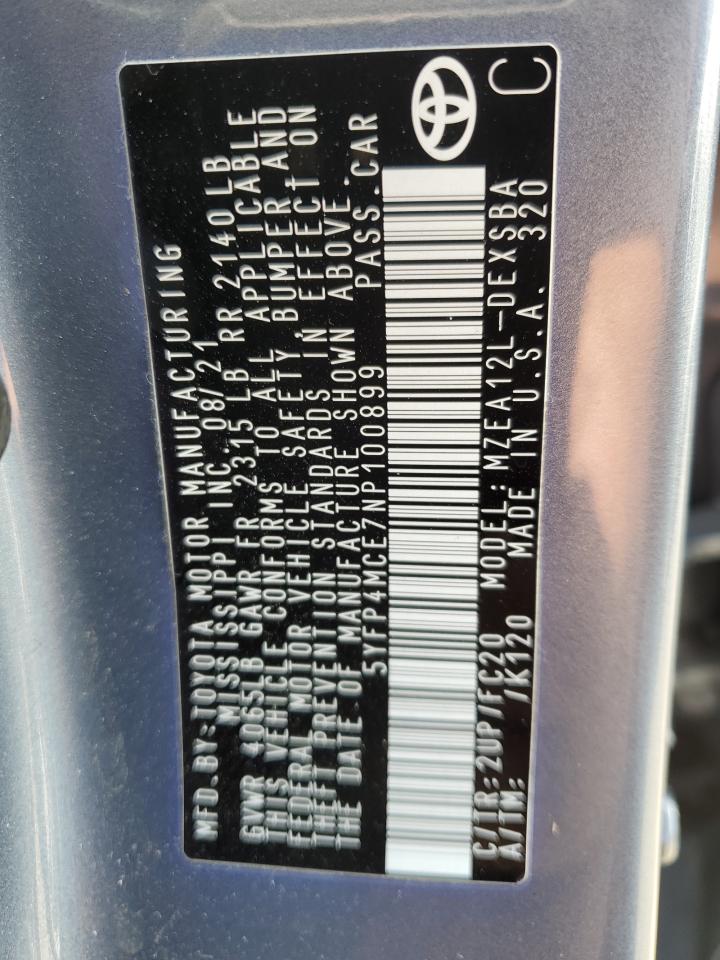 MFD.BY:TOYOTA MOTOR MANUFACTURING
MISSISSIPPI INC.08/21
GVWR 4065LB GAWR FR 2315 LB RR 2140LB
THIS VEHICLE CONFORMS TO ALL APPLICABLE
FEDERAL MOTOR VEHICLE SAFETY,BUMPER AND
THEFT PREVENTION STANDARDS IN EFFECT ON
THE DATE OF MANUFACTURE SHOWN ABOVE.
5YFP4MCE7NP100899 PASS.CAR
C/TR:2UP/FC20 MODEL:MZEA12L-DEXSBA
A/TM: /K120 MADE IN U.S.A. 320
C